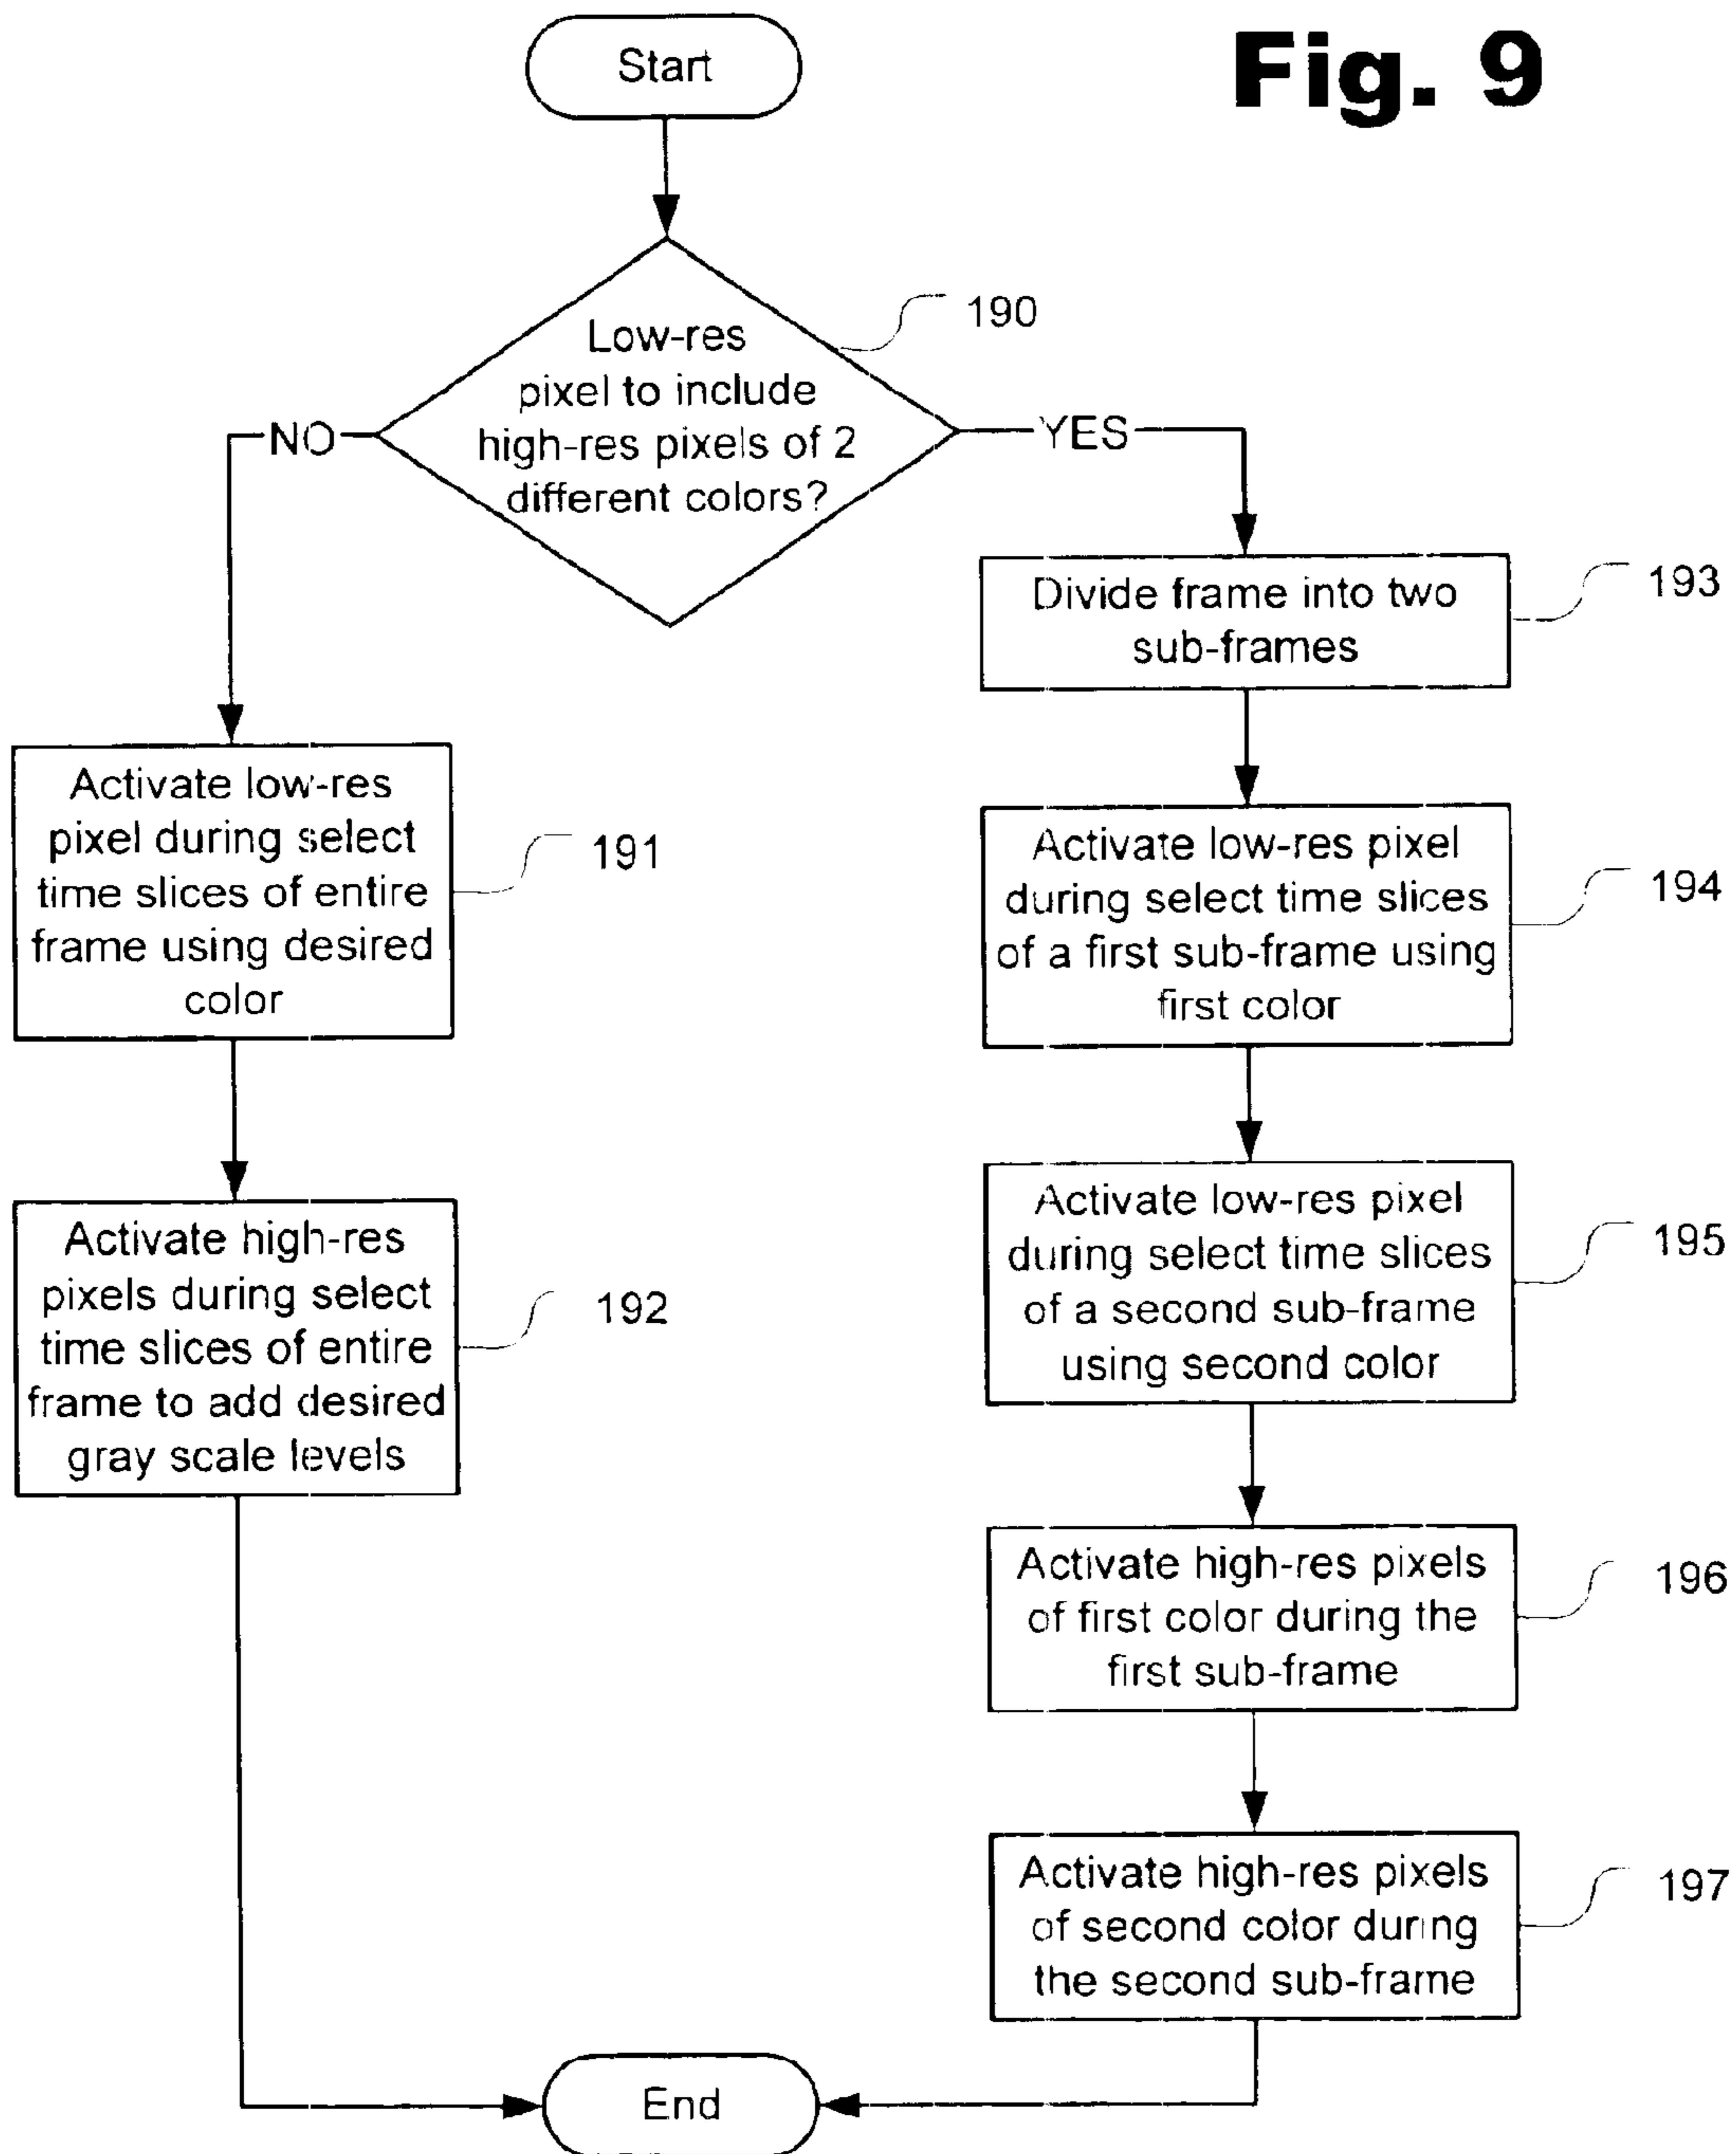 Fig. 9
Start
Low-res
pixel to include
high-res pixels of 2
different colors?
190
NO
YES
Activate low-res
pixel during select
time slices of entire
frame using desired
color
191
Activate high-res
pixels during select
time slices of entire
frame to add desired
gray scale levels
192
Divide frame into two
sub-frames
193
Activate low-res pixel
during select time slices
of a first sub-frame using
first color
194
Activate low-res pixel
during select time slices
of a second sub-frame
using second color
195
Activate high-res pixels
of first color during the
first sub-frame
196
Activate high-res pixels
of second color during
the second sub-frame
197
End